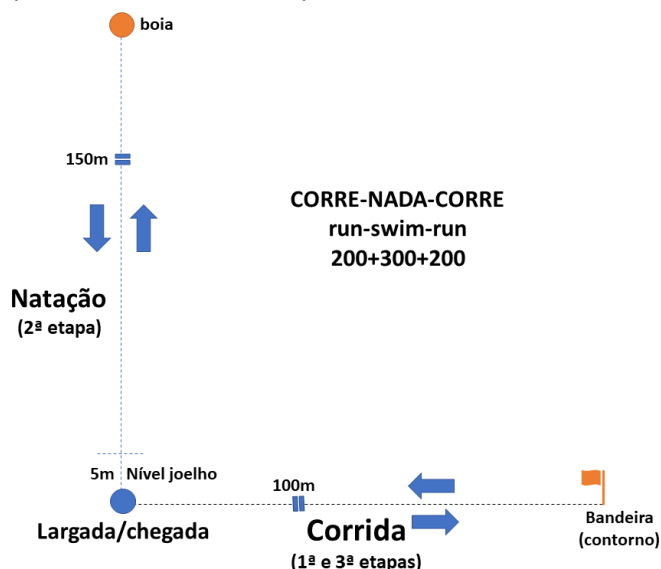 boia
150m
CORRE-NADA-CORRE
run-swim-run
200+300+200
Natação
(2ª etapa)
5m Nível joelho
100m
Largada/chegada
Corrida
(1ª e 3ª etapas)
Bandeira
(contorno)